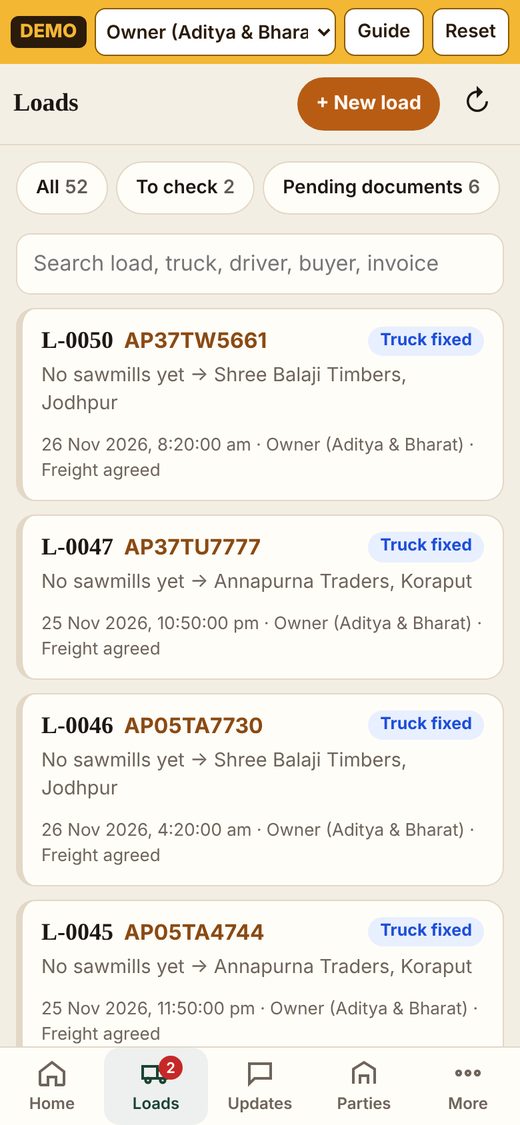 DEMO
Owner (Aditya & Bhara
Guide
Reset
Loads
+ New load
All 52
To check 2
Pending documents 6
Search load, truck, driver, buyer, invoice
L-0050 AP37TW5661
Truck fixed
No sawmills yet → Shree Balaji Timbers,
Jodhpur
26 Nov 2026, 8:20:00 am · Owner (Aditya & Bharat) ·
Freight agreed
L-0047 AP37TU7777
Truck fixed
No sawmills yet → Annapurna Traders, Koraput
25 Nov 2026, 10:50:00 pm · Owner (Aditya & Bharat) ·
Freight agreed
L-0046 AP05TA7730
Truck fixed
No sawmills yet → Shree Balaji Timbers,
Jodhpur
26 Nov 2026, 4:20:00 am · Owner (Aditya & Bharat) ·
Freight agreed
L-0045 AP05TA4744
Truck fixed
No sawmills yet → Annapurna Traders, Koraput
25 Nov 2026, 11:50:00 pm · Owner (Aditya & Bharat) ·
Freight agreed
2
Home
Loads
Updates
Parties
More